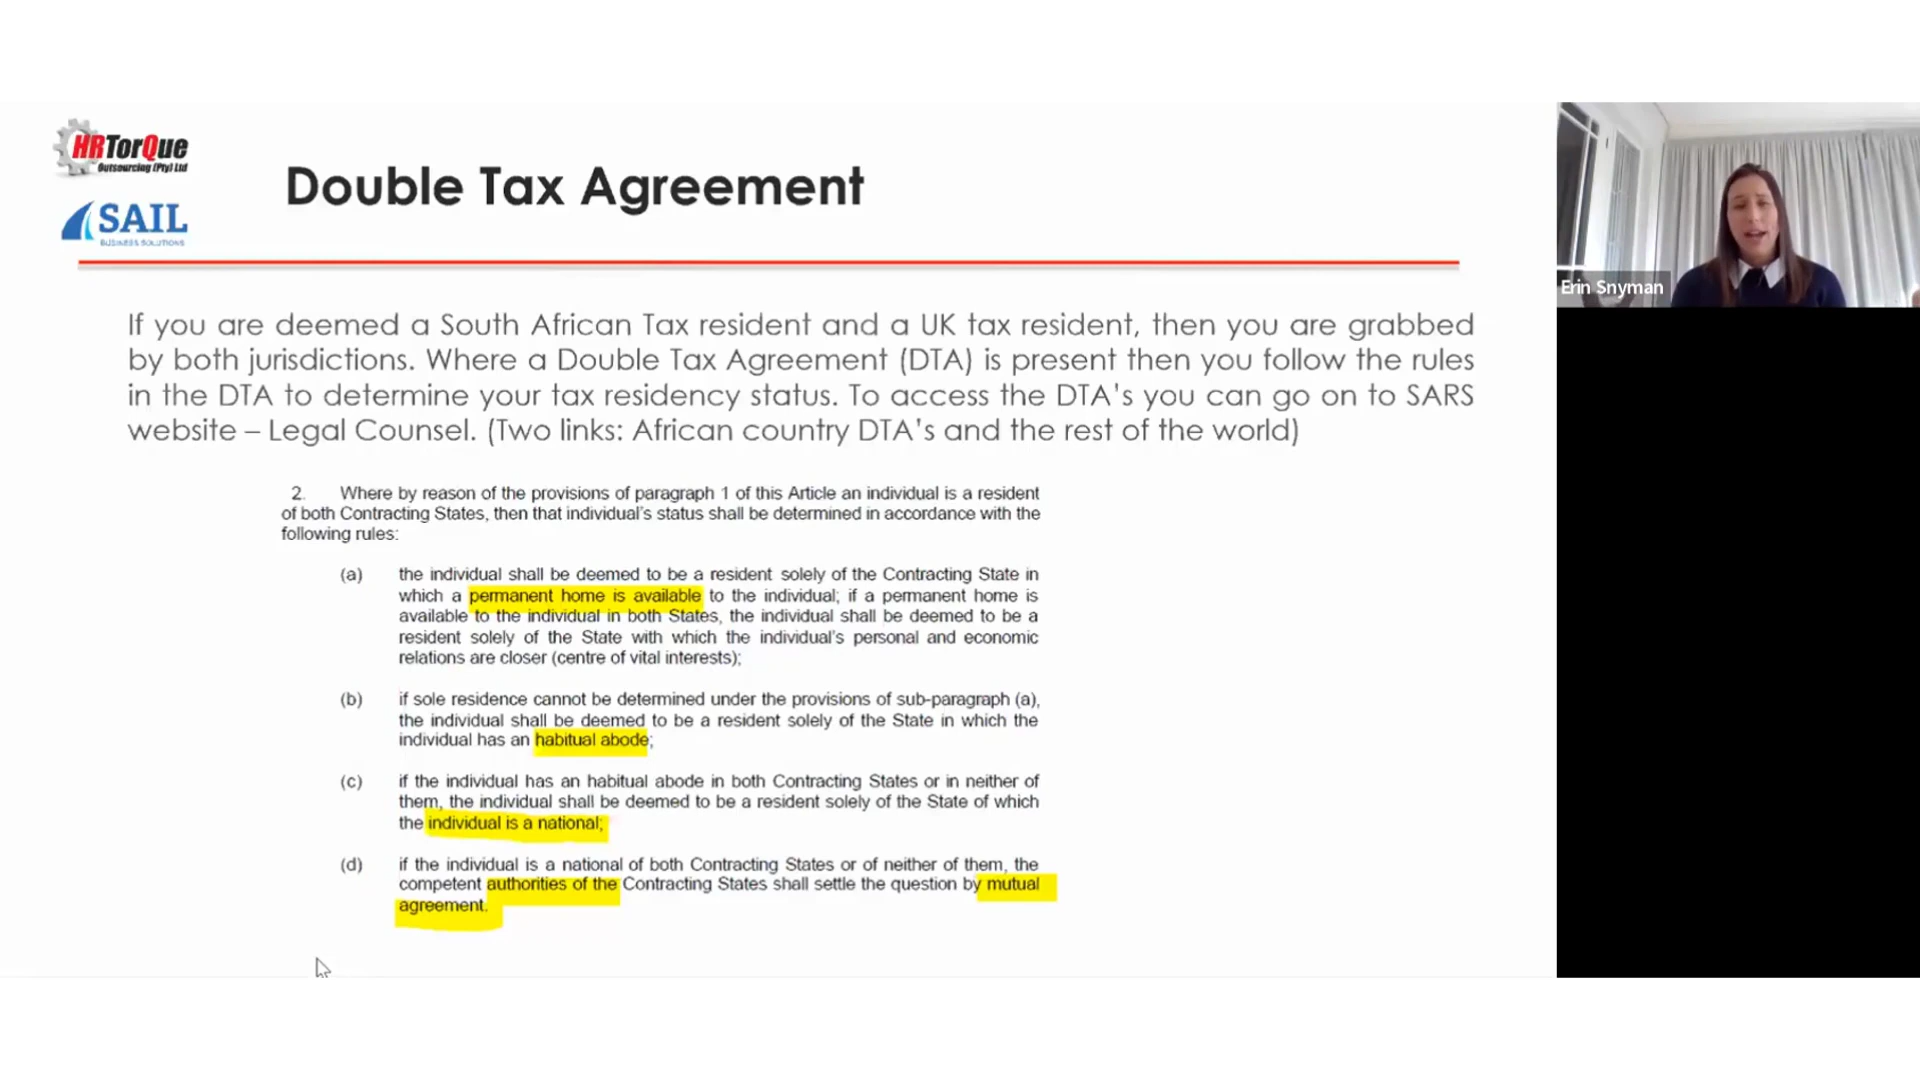 HRTorQue
Outsourcing (Pty) Ltd
SAIL
BUSINESS SOLUTIONS
Double Tax Agreement
If you are deemed a South African Tax resident and a UK tax resident, then you are grabbed
by both jurisdictions. Where a Double Tax Agreement (DTA) is present then you follow the rules
in the DTA to determine your tax residency status. To access the DTA's you can go on to SARS
website – Legal Counsel. (Two links: African country DTA's and the rest of the world)
2. Where by reason of the provisions of paragraph 1 of this Article an individual is a resident
of both Contracting States, then that individual's status shall be determined in accordance with the
following rules:
(a) the individual shall be deemed to be a resident solely of the Contracting State in
which a permanent home is available to the individual; if a permanent home is
available to the individual in both States, the individual shall be deemed to be a
resident solely of the State with which the individual's personal and economic
relations are closer (centre of vital interests);
(b) if sole residence cannot be determined under the provisions of sub-paragraph (a),
the individual shall be deemed to be a resident solely of the State in which the
individual has an habitual abode;
(c) if the individual has an habitual abode in both Contracting States or in neither of
them, the individual shall be deemed to be a resident solely of the State of which
the individual is a national;
(d) if the individual is a national of both Contracting States or of neither of them, the
competent authorities of the Contracting States shall settle the question by mutual
agreement.
Erin Snyman